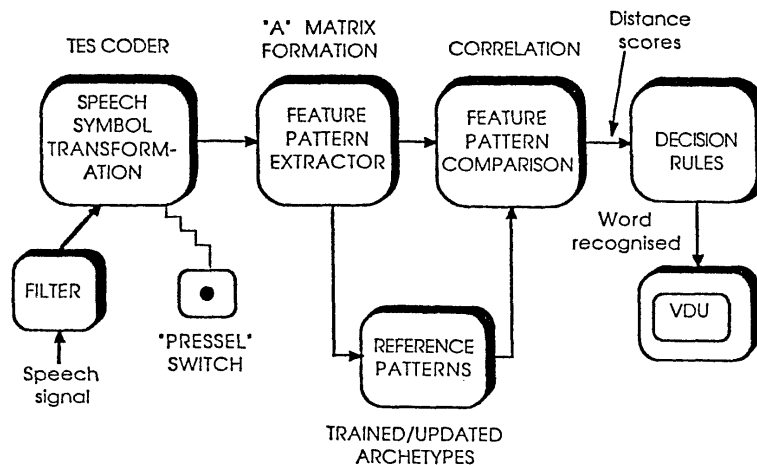 TES CODER
SPEECH
SYMBOL
TRANSFORM-
ATION
"A" MATRIX
FORMATION
FEATURE
PATTERN
EXTRACTOR
CORRELATION
FEATURE
PATTERN
COMPARISON
Distance
scores
DECISION
RULES
Word
recognised
VDU
FILTER
Speech
signal
"PRESSEL"
SWITCH
REFERENCE
PATTERNS
TRAINED/UPDATED
ARCHETYPES